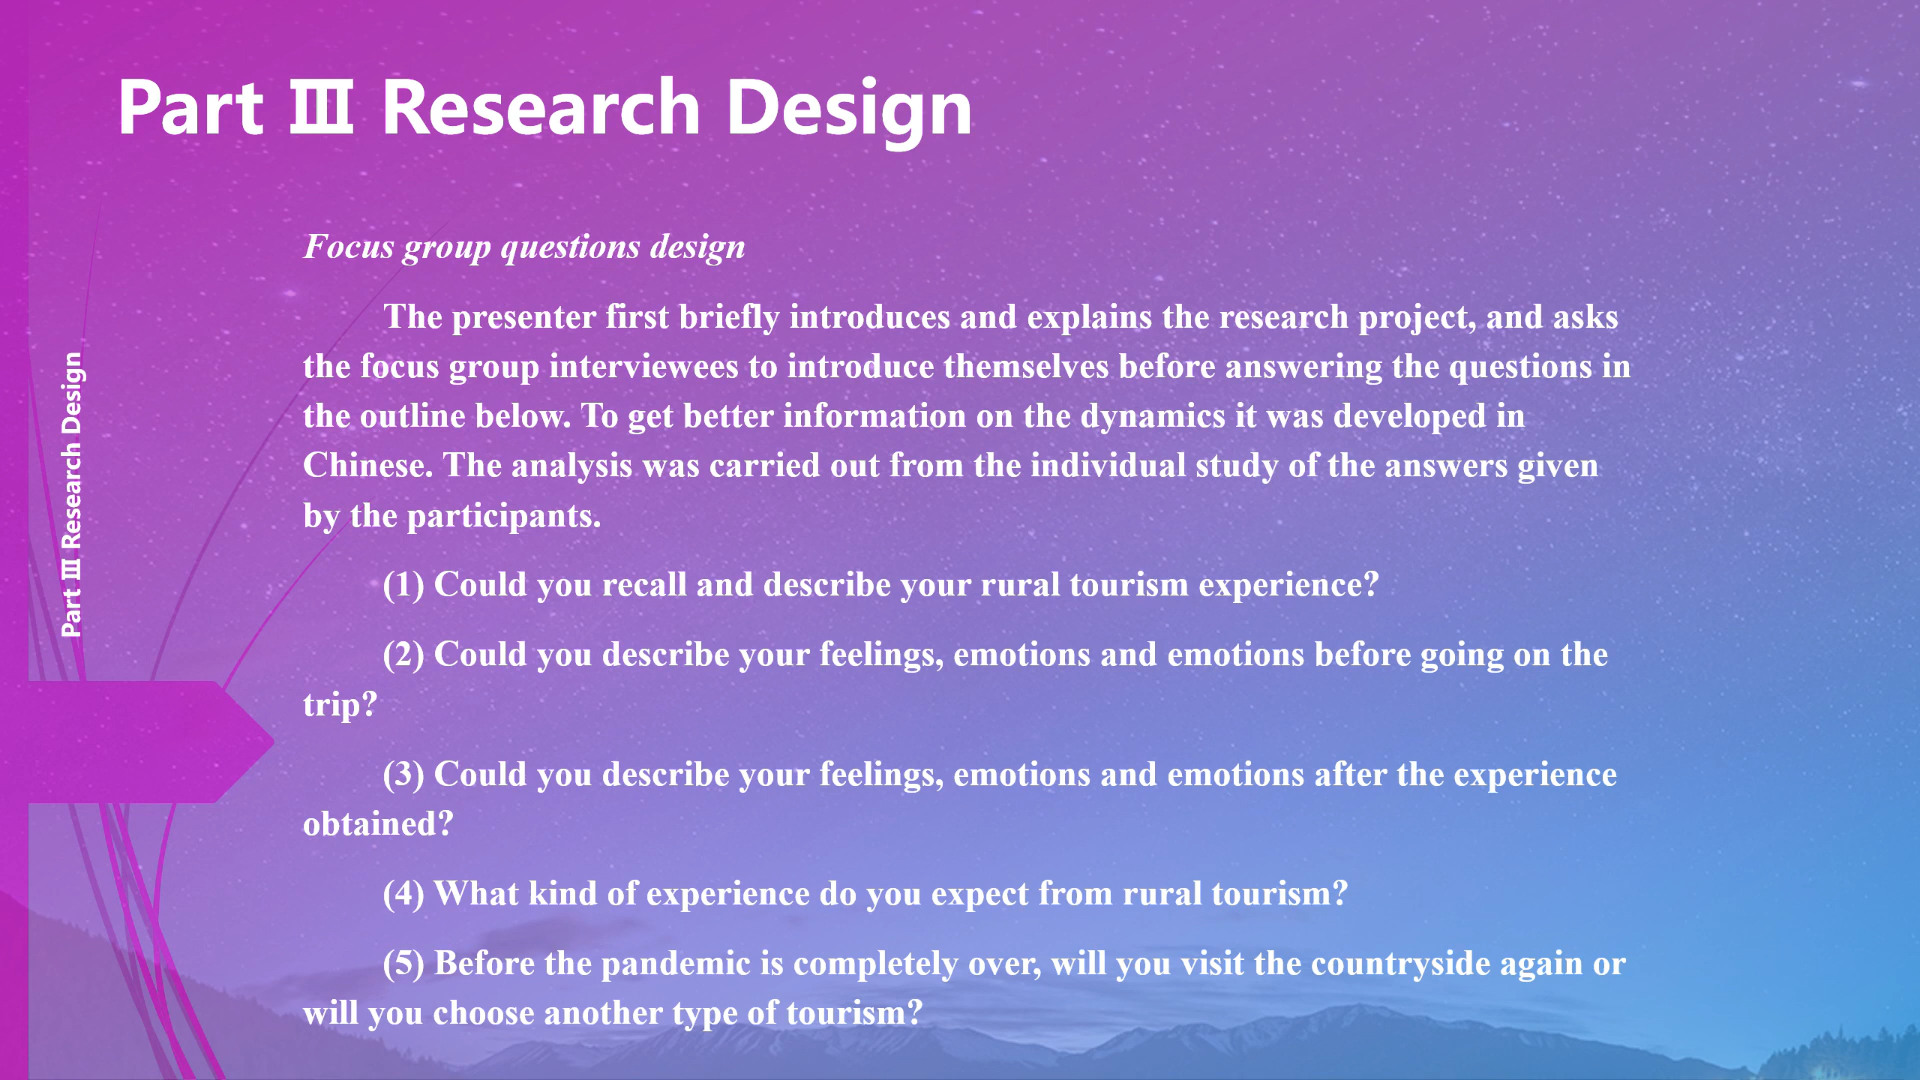 Part Ⅲ Research Design
Part Ⅲ Research Design
Focus group questions design
The presenter first briefly introduces and explains the research project, and asks
the focus group interviewees to introduce themselves before answering the questions in
the outline below. To get better information on the dynamics it was developed in
Chinese. The analysis was carried out from the individual study of the answers given
by the participants.
(1) Could you recall and describe your rural tourism experience?
(2) Could you describe your feelings, emotions and emotions before going on the
trip?
(3) Could you describe your feelings, emotions and emotions after the experience
obtained?
(4) What kind of experience do you expect from rural tourism?
(5) Before the pandemic is completely over, will you visit the countryside again or
will you choose another type of tourism?